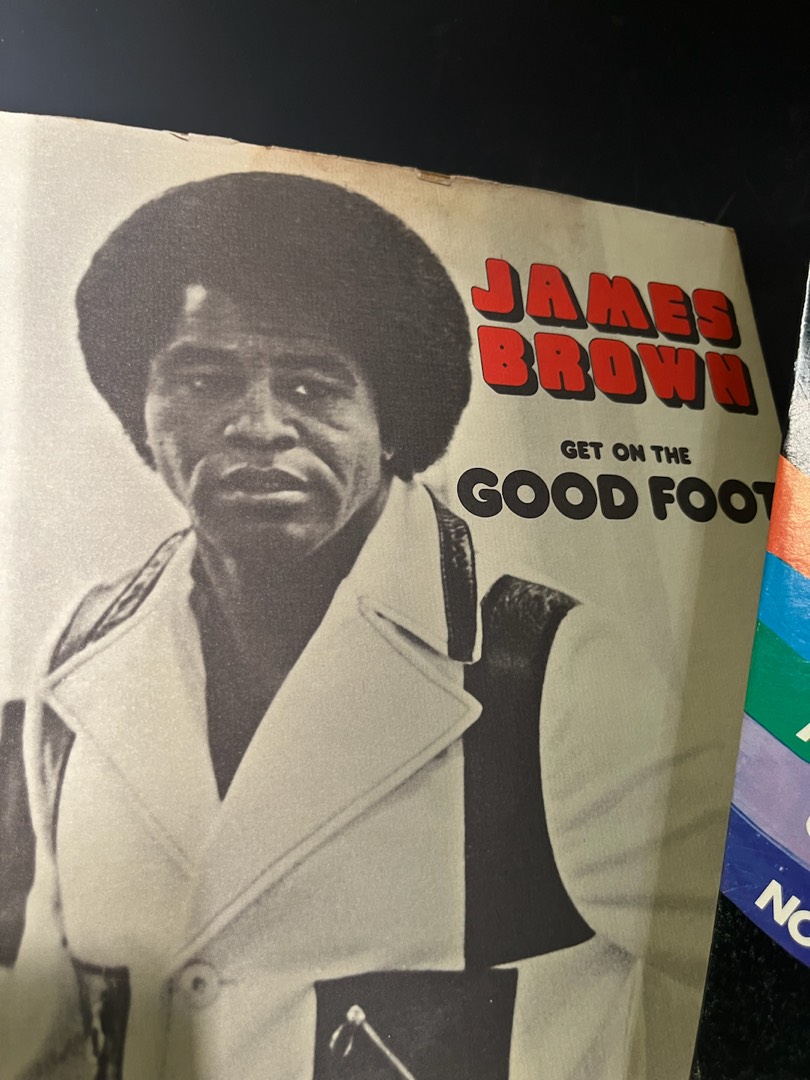 JAMES
BROWN
GET ON THE
GOOD FOOT